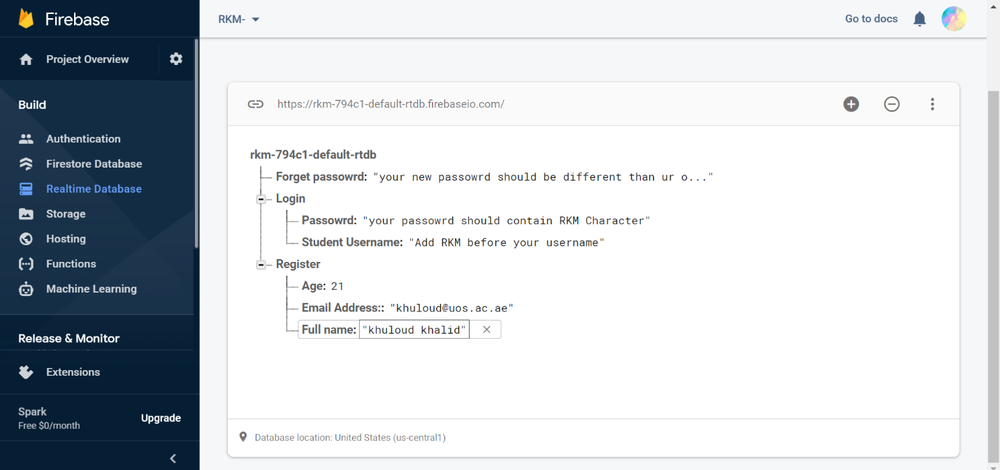 Firebase
RKM-
Go to docs
Project Overview
Build
Authentication
Firestore Database
Realtime Database
Storage
Hosting
Functions
Machine Learning
Release & Monitor
Extensions
Spark
Free $0/month
Upgrade
https://rkm-794c1-default-rtdb.firebaseio.com/
rkm-794c1-default-rtdb
Forget passowrd: "your new passowrd should be different than ur o..."
Login
Passowrd: "your passowrd should contain RKM Character"
Student Username: "Add RKM before your username"
Register
Age: 21
Email Address:: "khuloud@uos.ac.ae"
Full name: "khuloud khalid"
Database location: United States (us-central1)